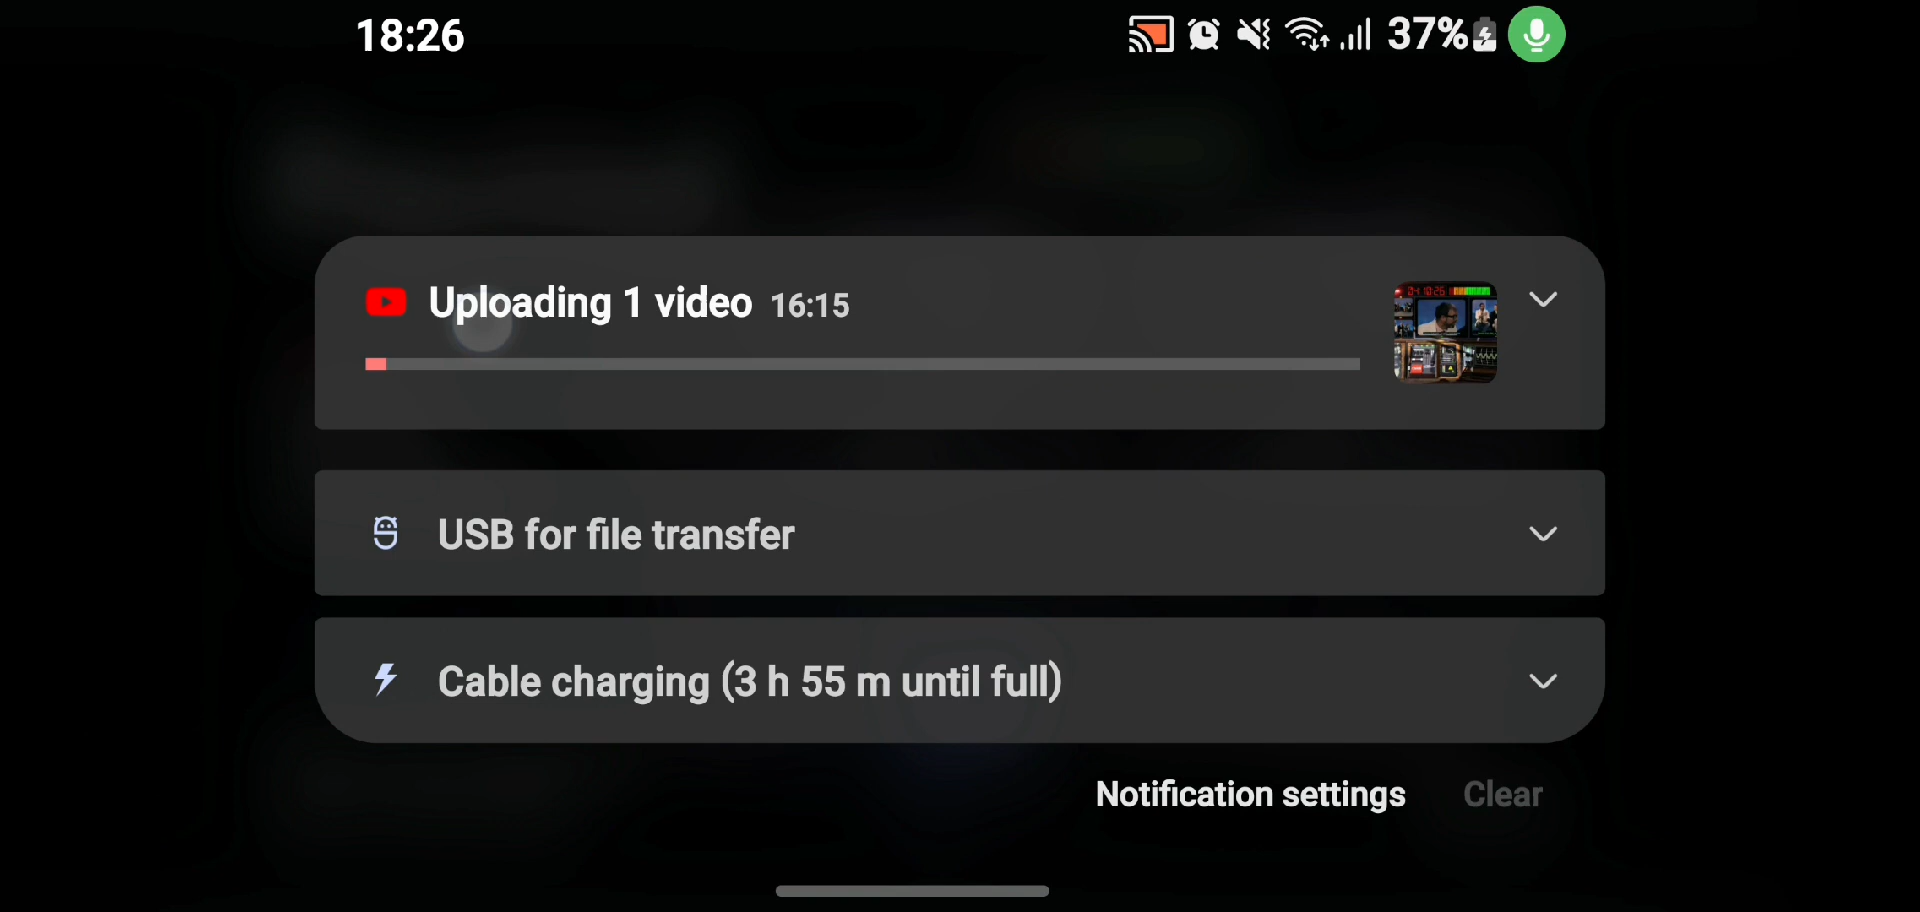 18:26
37%
Uploading 1 video 16:15
USB for file transfer
Cable charging (3 h 55 m until full)
Notification settings
Clear